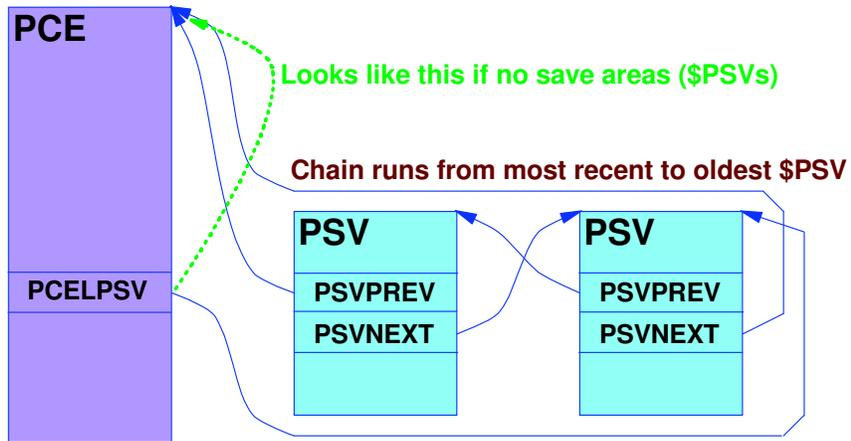 PCE
Looks like this if no save areas ($PSVs)
Chain runs from most recent to oldest $PSV
PSV
PSV
PCELPSV
PSVPREV
PSVPREV
PSVNEXT
PSVNEXT